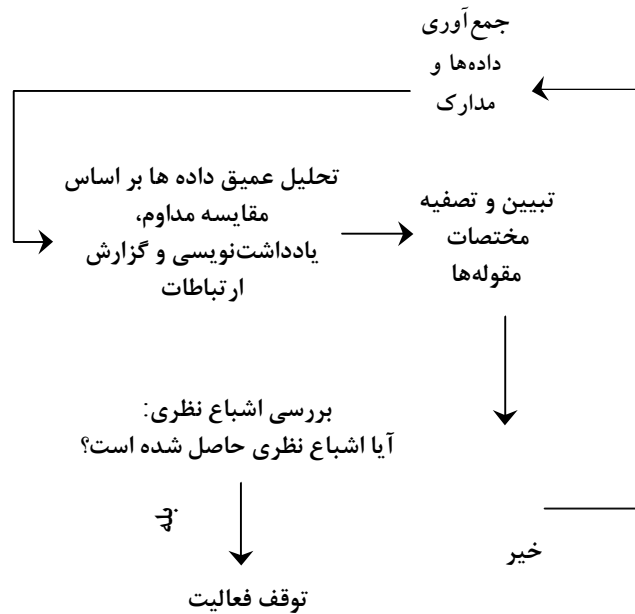 جمع‌آوری
داده‌ها و
مدارک
تحلیل عمیق داده ها بر اساس
مقایسه مداوم،
یادداشت‌نویسی و گزارش
ارتباطات
تبیین و تصفیه
مختصات
مقوله‌ها
بررسی اشباع نظری:
آیا اشباع نظری حاصل شده است؟
بله
خیر
توقف فعالیت